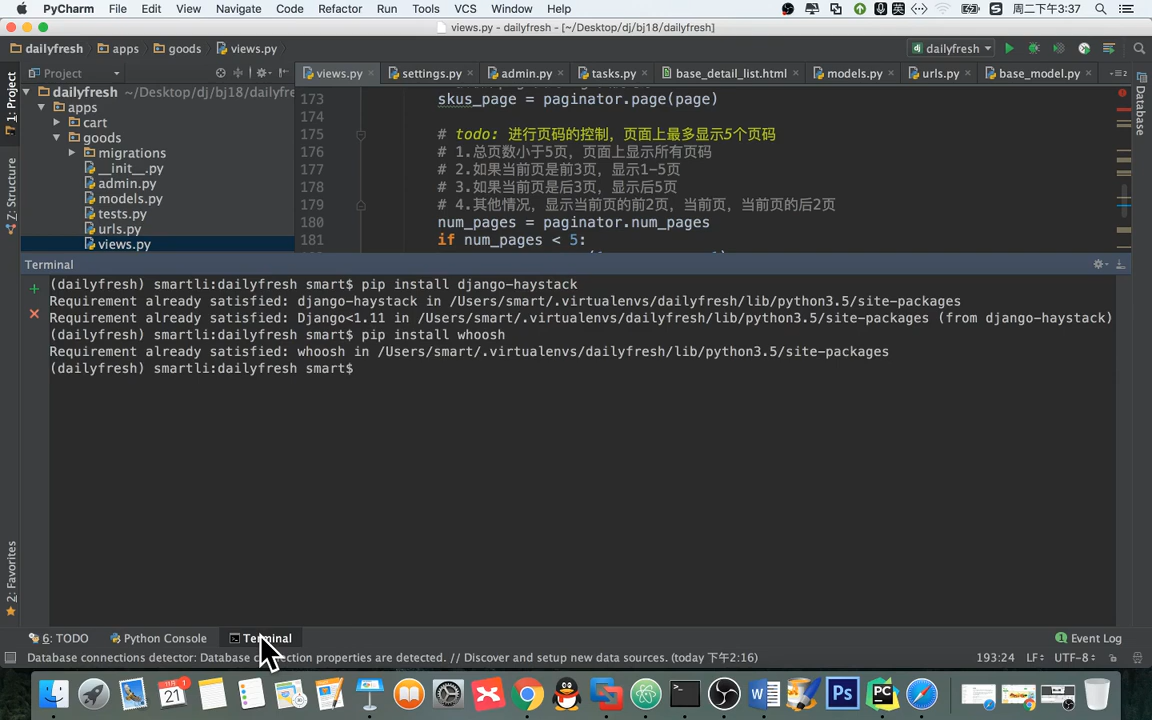 PyCharm File Edit View Navigate Code Refactor Run Tools VCS Window Help 周二下午3:37
views.py - dailyfresh - [~/Desktop/dj/bj18/dailyfresh]
dailyfresh apps goods views.py dailyfresh
1: Project
Project
views.py settings.py admin.py tasks.py base_detail_list.html models.py urls.py base_model.py
dailyfresh ~/Desktop/dj/bj18/dailyfre
apps
cart
goods
migrations
__init__.py
admin.py
models.py
tests.py
urls.py
views.py
173 skus_page = paginator.page(page)
174
175 # todo: 进行页码的控制，页面上最多显示5个页码
176 # 1.总页数小于5页，页面上显示所有页码
177 # 2.如果当前页是前3页，显示1-5页
178 # 3.如果当前页是后3页，显示后5页
179 # 4.其他情况，显示当前页的前2页，当前页，当前页的后2页
180 num_pages = paginator.num_pages
181 if num_pages < 5:
Database
Z: Structure
2: Favorites
Terminal
(dailyfresh) smartli:dailyfresh smart$ pip install django-haystack
Requirement already satisfied: django-haystack in /Users/smart/.virtualenvs/dailyfresh/lib/python3.5/site-packages
Requirement already satisfied: Django<1.11 in /Users/smart/.virtualenvs/dailyfresh/lib/python3.5/site-packages (from django-haystack)
(dailyfresh) smartli:dailyfresh smart$ pip install whoosh
Requirement already satisfied: whoosh in /Users/smart/.virtualenvs/dailyfresh/lib/python3.5/site-packages
(dailyfresh) smartli:dailyfresh smart$
6: TODO Python Console Terminal 1 Event Log
Database connections detector: Database connection properties are detected. // Discover and setup new data sources. (today 下午2:16) 193:24 LF÷ UTF-8÷